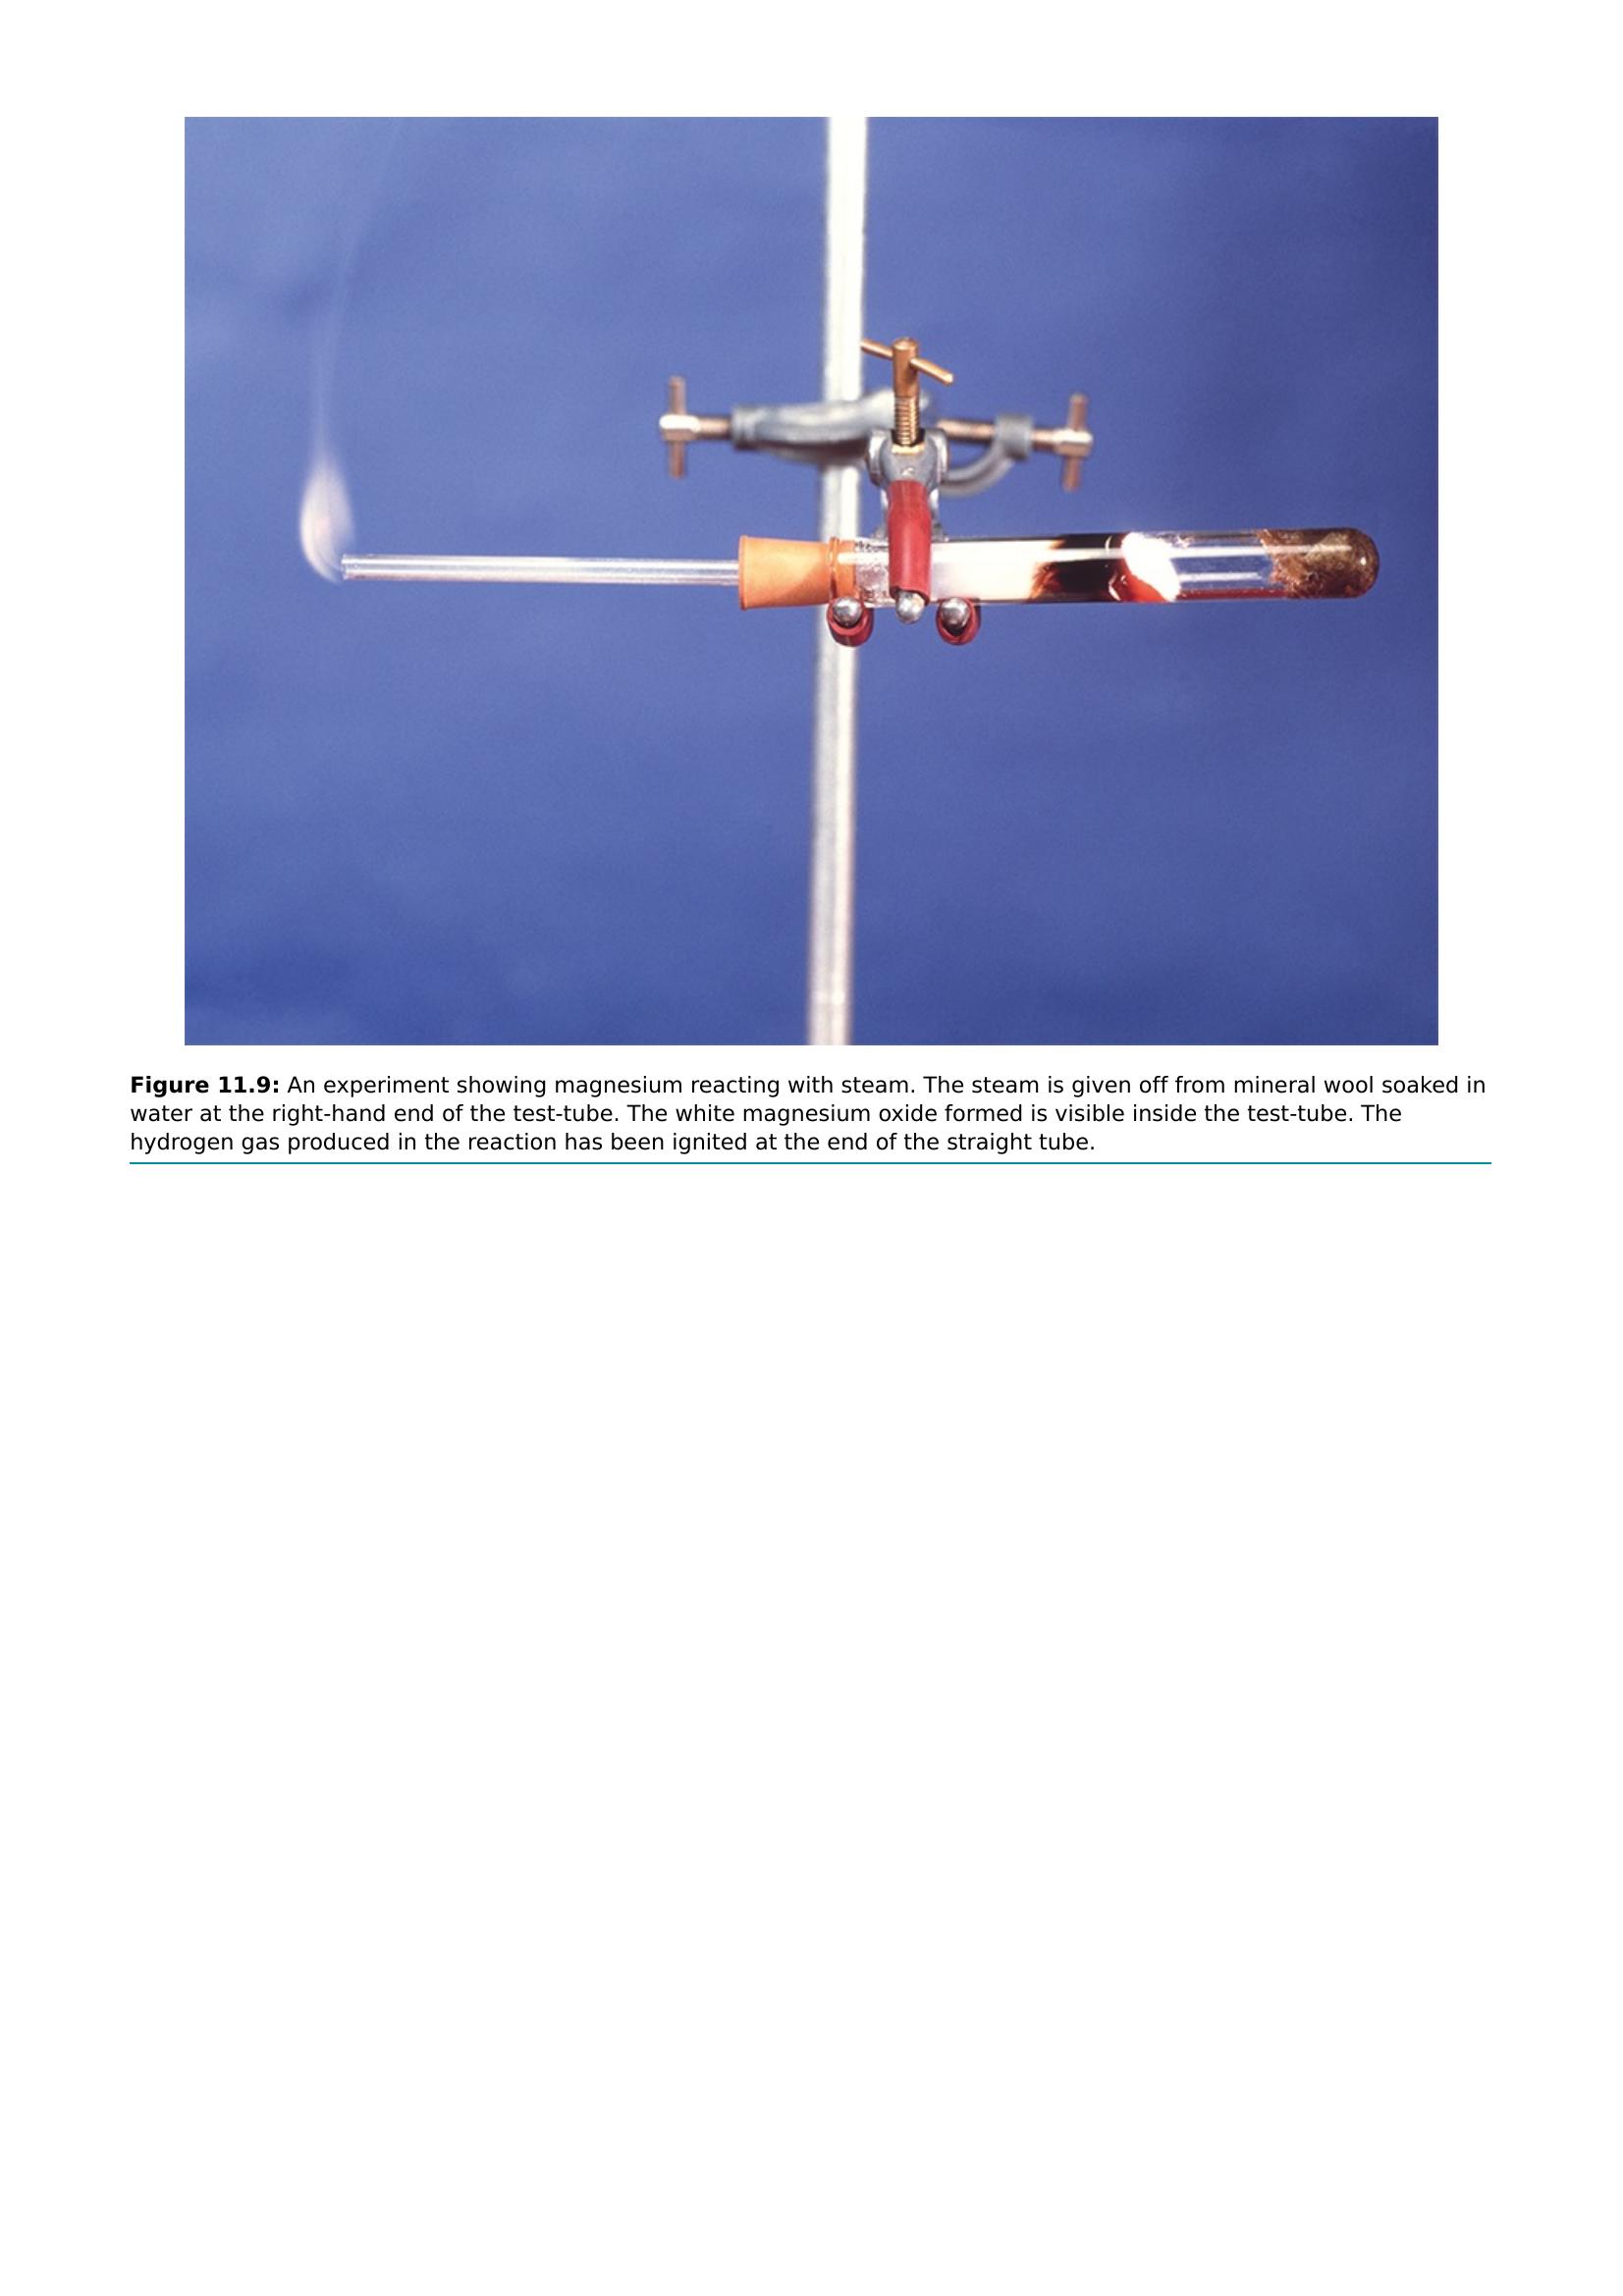 Figure 11.9: An experiment showing magnesium reacting with steam. The steam is given off from mineral wool soaked in
water at the right-hand end of the test-tube. The white magnesium oxide formed is visible inside the test-tube. The
hydrogen gas produced in the reaction has been ignited at the end of the straight tube.